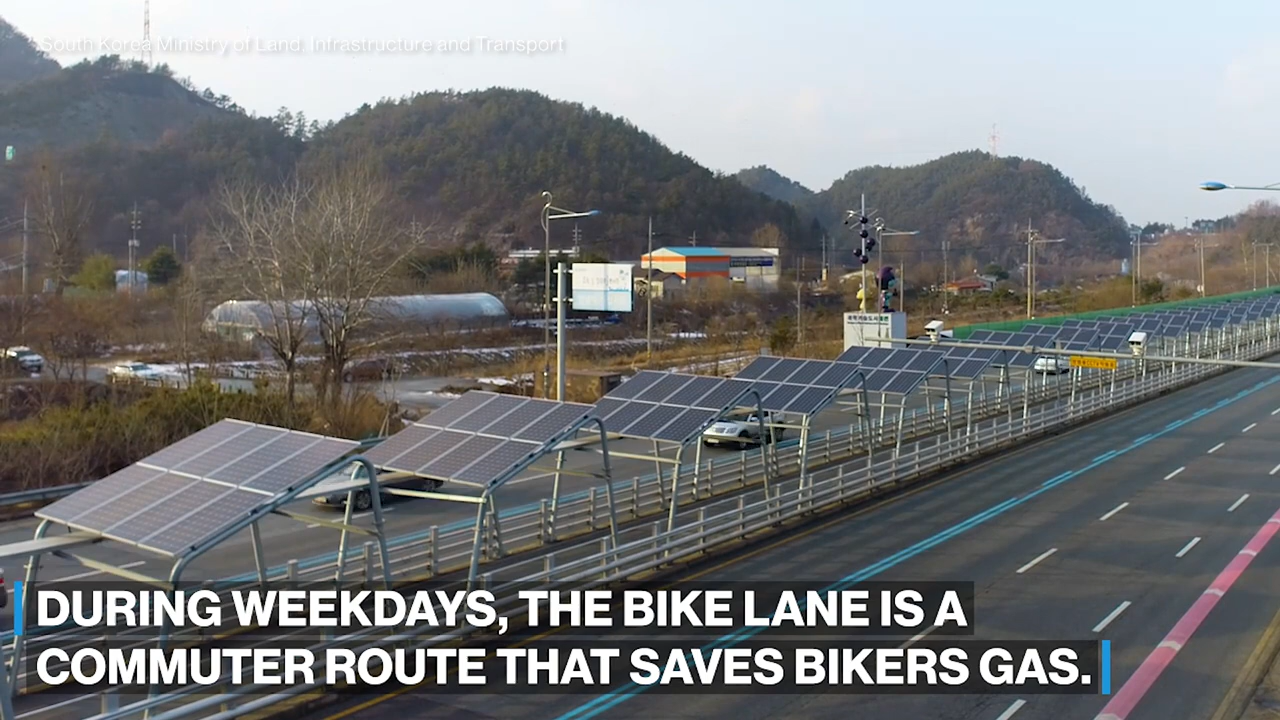 South Korea Ministry of Land, Infrastructure and Transport
DURING WEEKDAYS, THE BIKE LANE IS A
COMMUTER ROUTE THAT SAVES BIKERS GAS.